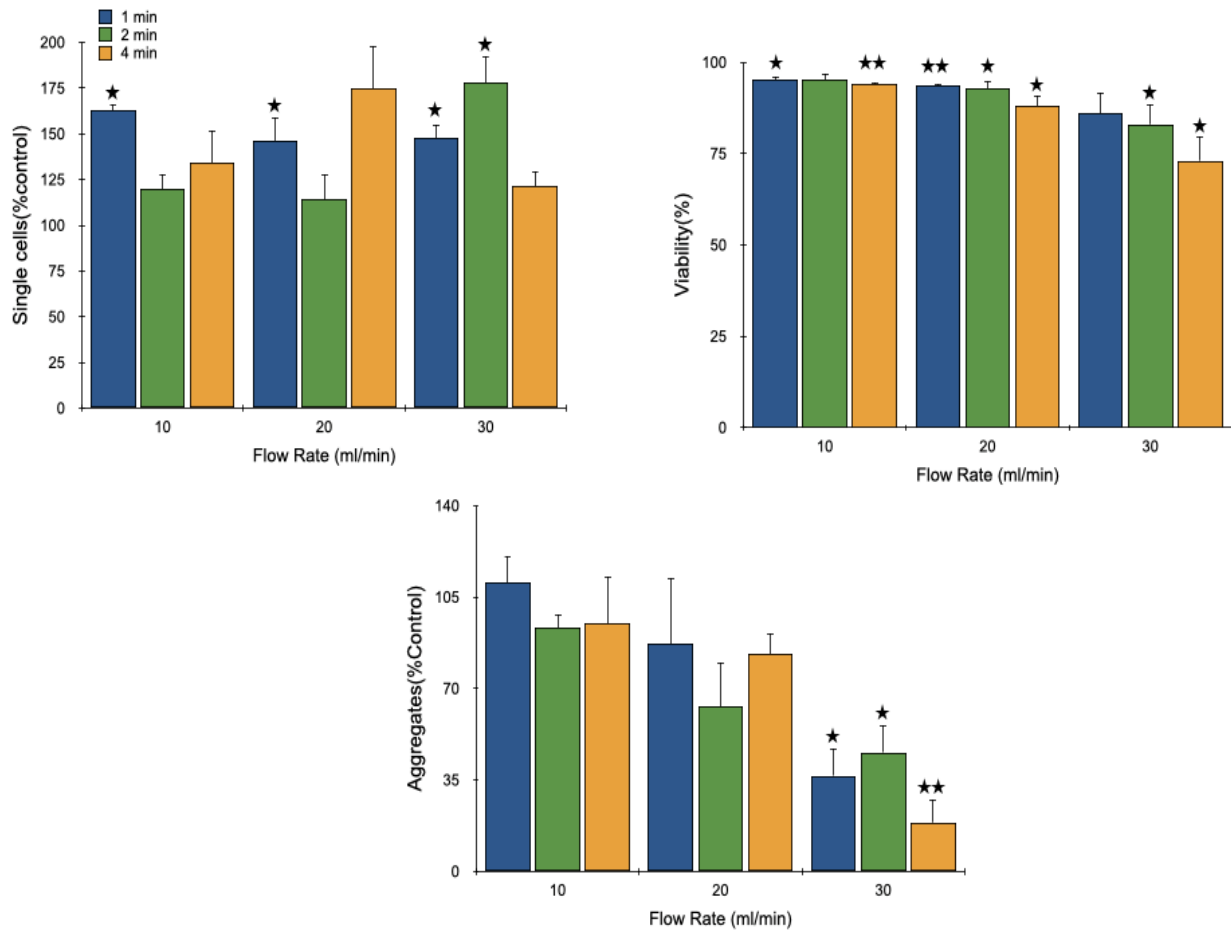 1 min
2 min
4 min
200
175
150
125
100
75
50
25
0
Single cells(%control)
10 20 30
Flow Rate (ml/min)
100
75
50
25
0
Viability(%)
★ ★★ ★★ ★ ★ ★ ★
10 20 30
Flow Rate (ml/min)
140
105
70
35
0
Aggregates(%Control)
10 20 30
Flow Rate (ml/min)